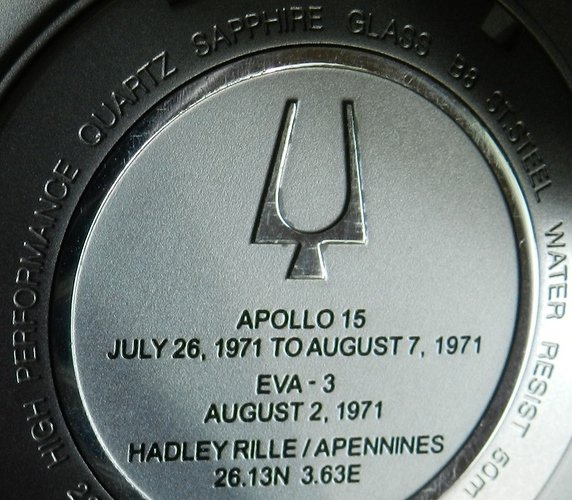 HIGH PERFORMANCE QUARTZ SAPPHIRE GLASS B8 ST.STEEL WATER RESIST 50m
APOLLO 15
JULY 26, 1971 TO AUGUST 7, 1971
EVA - 3
AUGUST 2, 1971
HADLEY RILLE / APENNINES
26.13N 3.63E